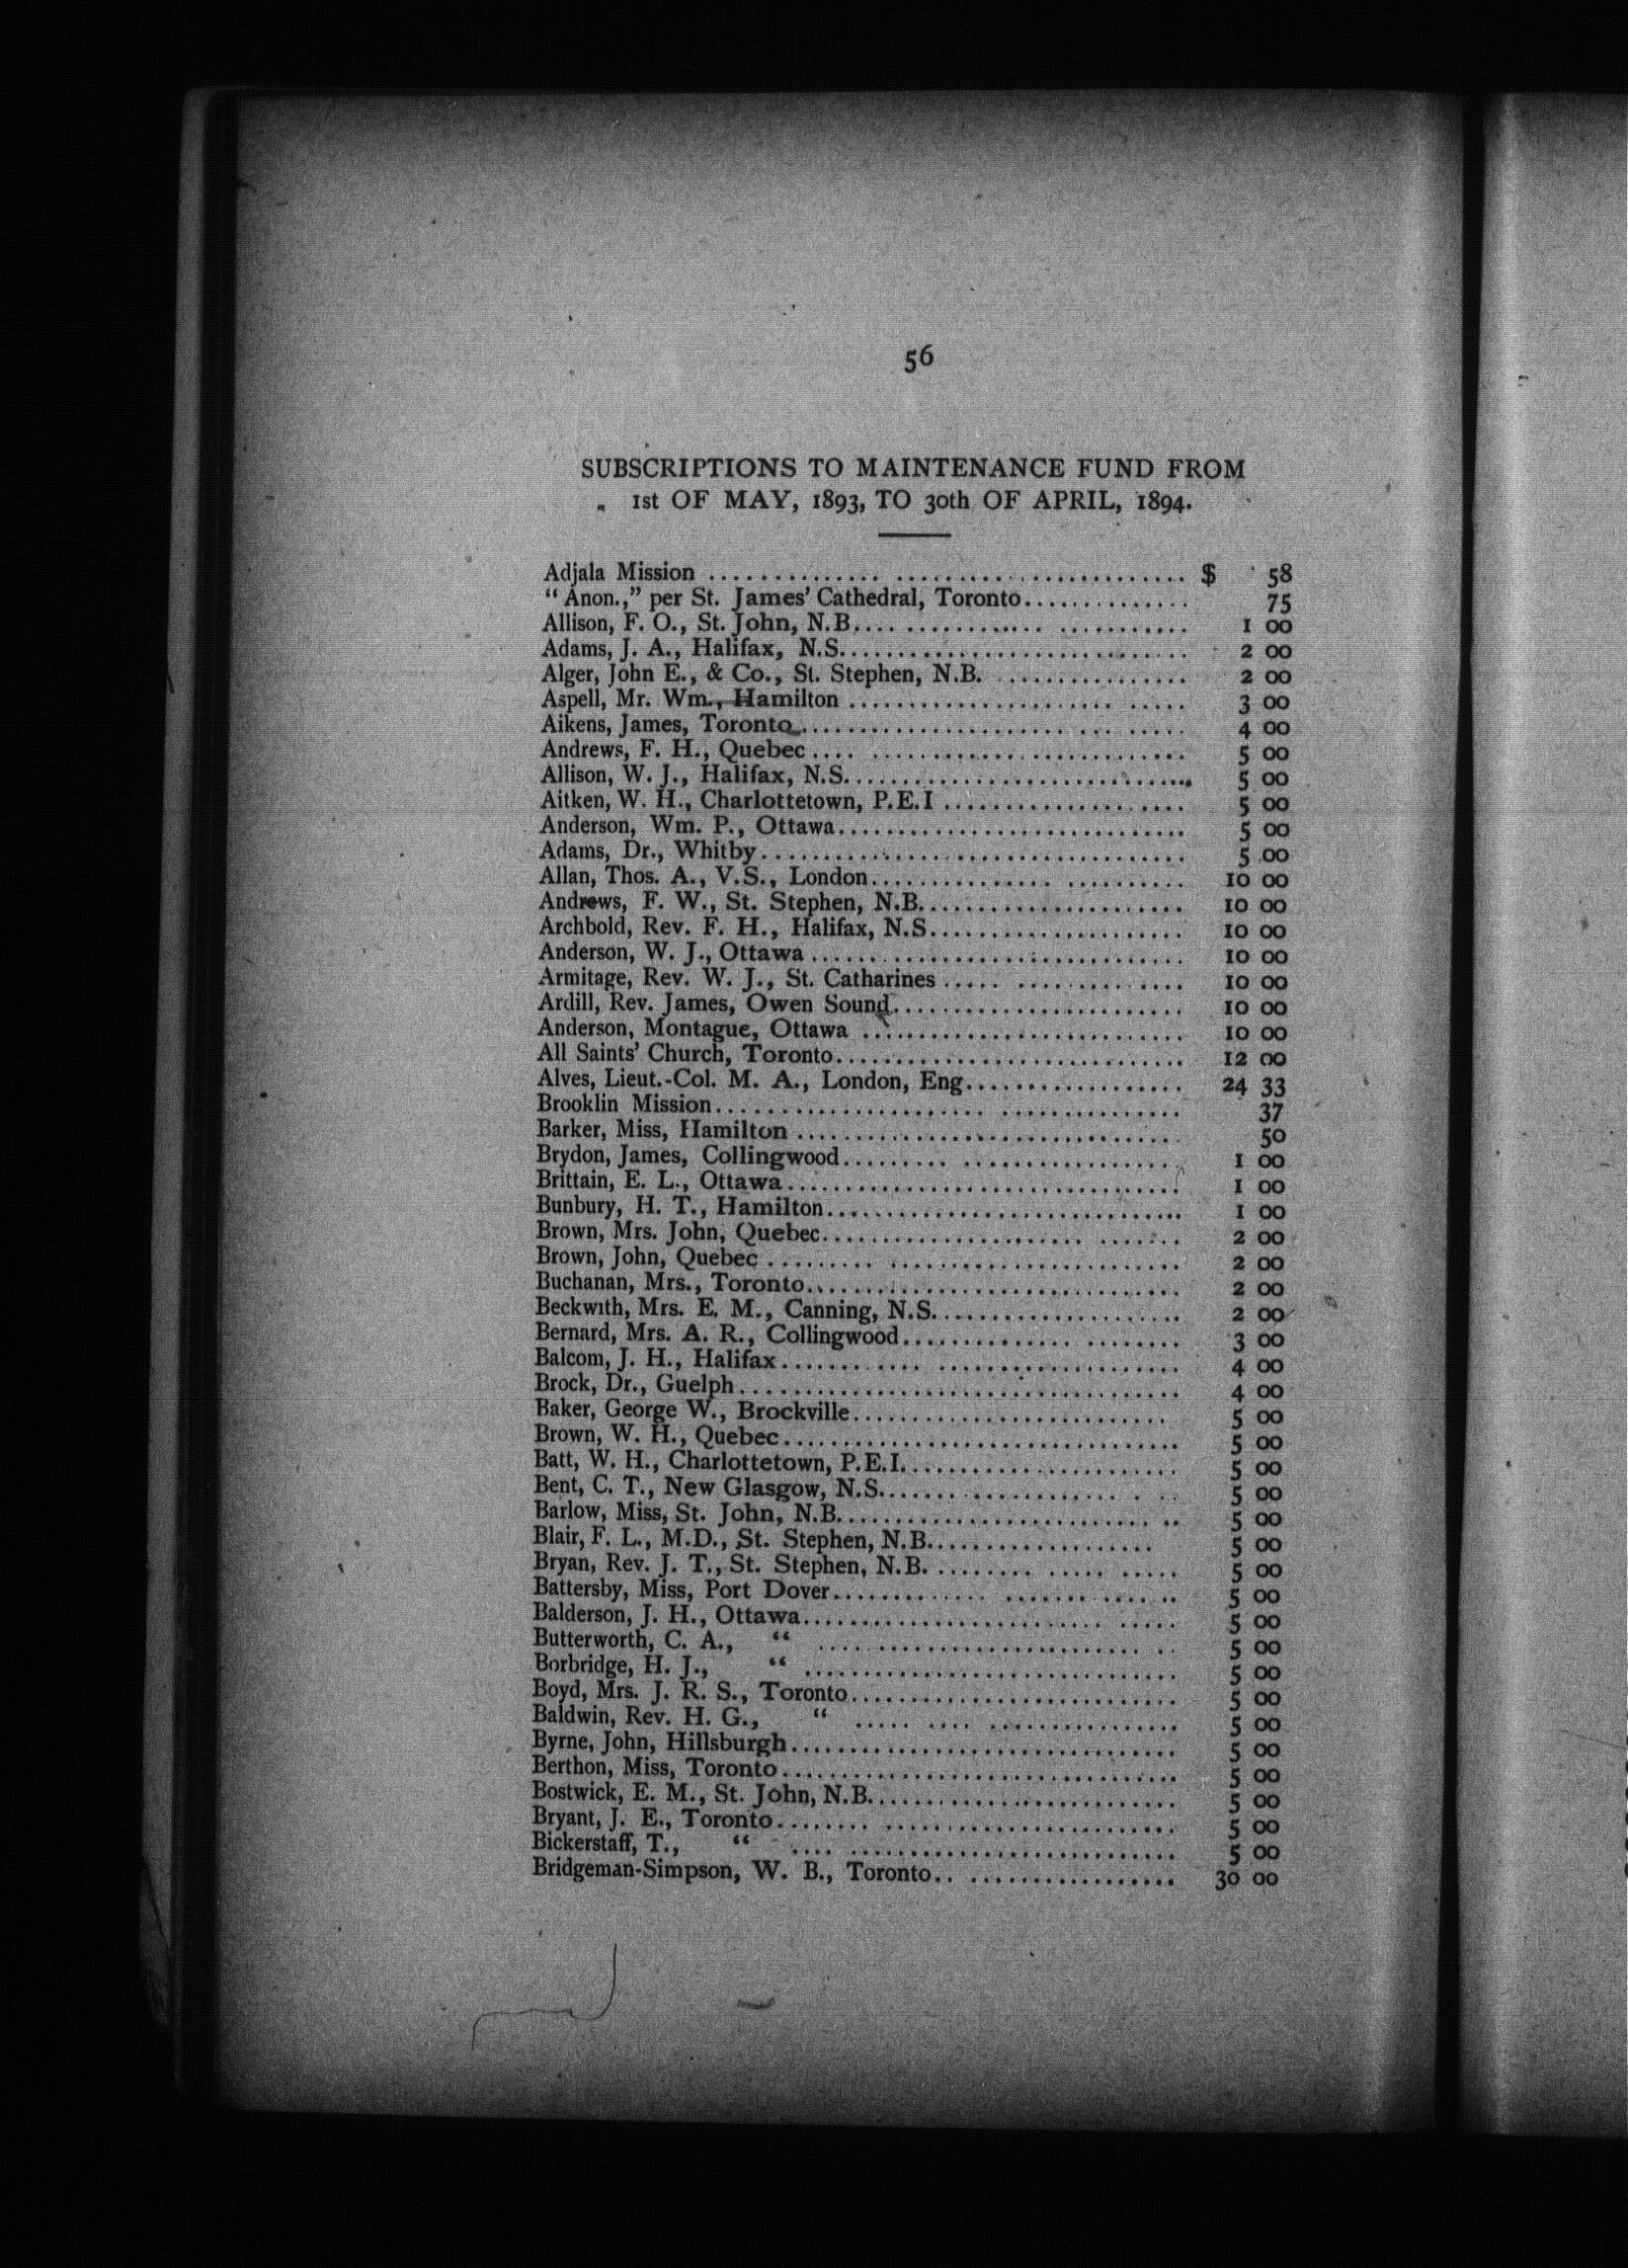 56
SUBSCRIPTIONS TO MAINTENANCE FUND FROM
1st OF MAY, 1893, TO 30th OF APRIL, 1894.
Adjala Mission .......................................... $ 58
“Anon.,” per St. James’ Cathedral, Toronto.............. 75
Allison, F. O., St. John, N.B.............................. 1 00
Adams, J. A., Halifax, N.S.............................. 2 00
Alger, John E., & Co., St. Stephen, N.B. ................ 2 00
Aspell, Mr. Wm., Hamilton ............................. 3 00
Aikens, James, Toronto................................ 4 00
Andrews, F. H., Quebec ................................ 5 00
Allison, W. J., Halifax, N.S.............................. 5 00
Aitken, W. H., Charlottetown, P.E.I .................... 5 00
Anderson, Wm. P., Ottawa.............................. 5 00
Adams, Dr., Whitby.................................... 5 00
Allan, Thos. A., V.S., London........................... 10 00
Andrews, F. W., St. Stephen, N.B....................... 10 00
Archbold, Rev. F. H., Halifax, N.S...................... 10 00
Anderson, W. J., Ottawa ................................ 10 00
Armitage, Rev. W. J., St. Catharines .................... 10 00
Ardill, Rev. James, Owen Sound......................... 10 00
Anderson, Montague, Ottawa ............................ 10 00
All Saints’ Church, Toronto.............................. 12 00
Alves, Lieut.-Col. M. A., London, Eng................... 24 33
Brooklin Mission....................................... 37
Barker, Miss, Hamilton ................................ 50
Brydon, James, Collingwood............................ 1 00
Brittain, E. L., Ottawa.................................. 1 00
Bunbury, H. T., Hamilton............................... 1 00
Brown, Mrs. John, Quebec.............................. 2 00
Brown, John, Quebec .................................. 2 00
Buchanan, Mrs., Toronto................................ 2 00
Beckwith, Mrs. E. M., Canning, N.S..................... 2 00
Bernard, Mrs. A. R., Collingwood....................... 3 00
Balcom, J. H., Halifax.................................. 4 00
Brock, Dr., Guelph..................................... 4 00
Baker, George W., Brockville........................... 5 00
Brown, W. H., Quebec.................................. 5 00
Batt, W. H., Charlottetown, P.E.I........................ 5 00
Bent, C. T., New Glasgow, N.S.......................... 5 00
Barlow, Miss, St. John, N.B............................. 5 00
Blair, F. L., M.D., St. Stephen, N.B..................... 5 00
Bryan, Rev. J. T., St. Stephen, N.B. .................... 5 00
Battersby, Miss, Port Dover............................. 5 00
Balderson, J. H., Ottawa................................ 5 00
Butterworth, C. A., “ ................................ 5 00
Borbridge, H. J., “ ................................ 5 00
Boyd, Mrs. J. R. S., Toronto............................ 5 00
Baldwin, Rev. H. G., “ ............................ 5 00
Byrne, John, Hillsburgh................................. 5 00
Berthon, Miss, Toronto.................................. 5 00
Bostwick, E. M., St. John, N.B.......................... 5 00
Bryant, J. E., Toronto.................................. 5 00
Bickerstaff, T., “ ................................ 5 00
Bridgeman-Simpson, W. B., Toronto.................... 30 00